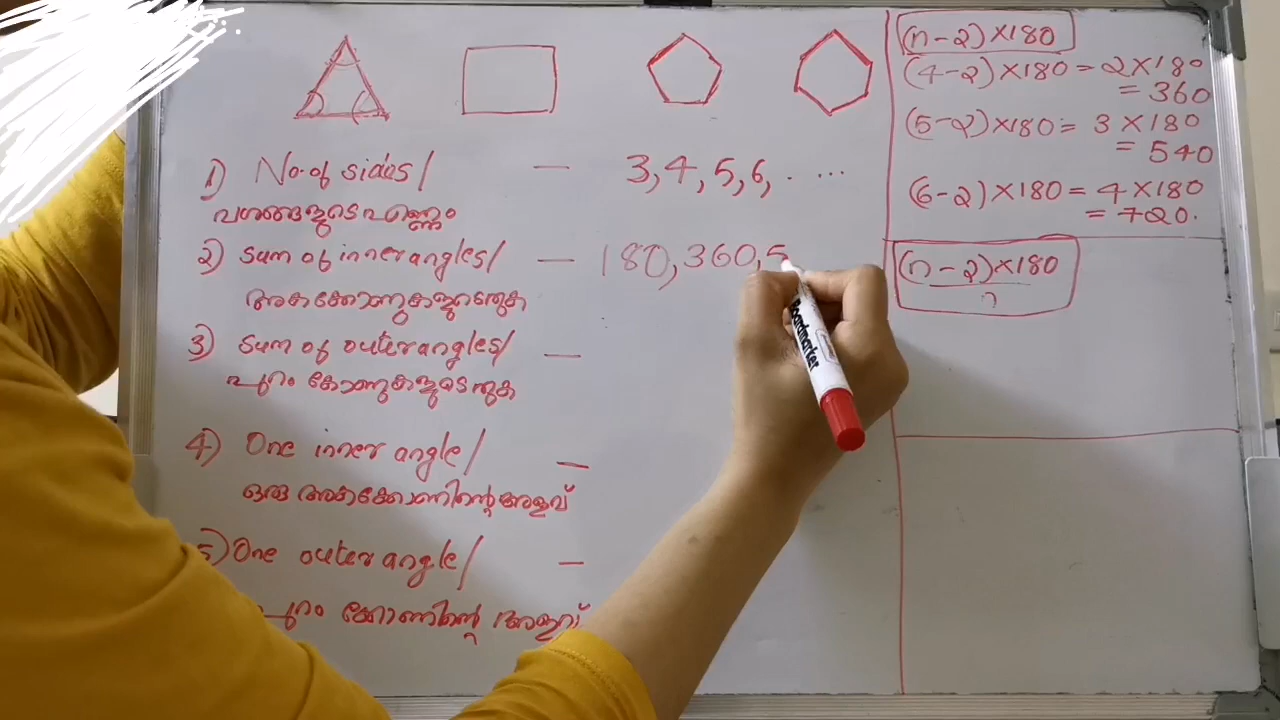 1) No. of sides/ — 3, 4, 5, 6, . ...
വശങ്ങളുടെ എണ്ണം
2) Sum of inner angles/ — 180, 360, 5
അകക്കോണുകളുടെ തുക
3) Sum of outer angles/ —
പുറം കോണുകളുടെ തുക
4) One inner angle/ —
ഒരു അകക്കോണിന്റെ അളവ്
5) One outer angle/ —
പുറം കോണിന്റെ അളവ്
(n-2)×180
(4-2)×180 = 2×180
= 360
(5-2)×180 = 3×180
= 540
(6-2)×180 = 4×180
= 720.
(n-2)×180
n
Boardmarker